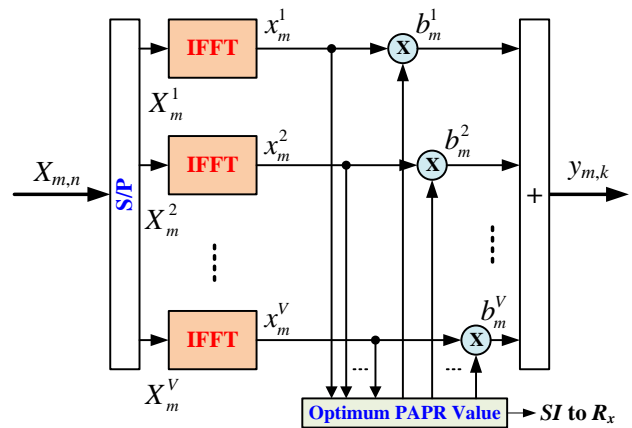 IFFT
x_m^1
b_m^1
X
X_m^1
IFFT
x_m^2
b_m^2
X
X_{m,n}
S/P
X_m^2
+
y_{m,k}
IFFT
x_m^V
b_m^V
X
X_m^V
...
...
Optimum PAPR Value
SI to R_x